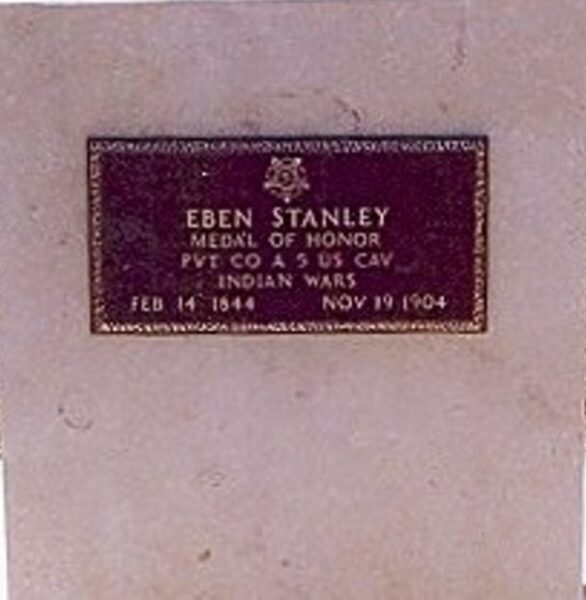 EBEN STANLEY
MEDAL OF HONOR
PVT CO A 5 US CAV
INDIAN WARS
FEB 14 1844 NOV 19 1904